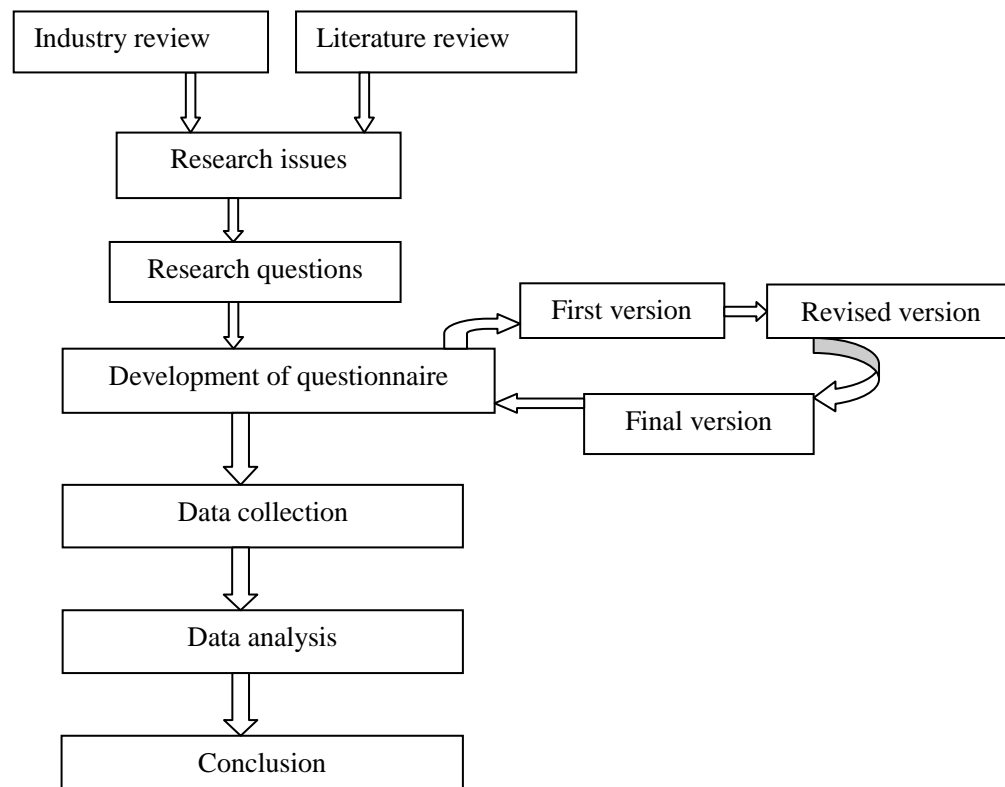 Industry review
Literature review
Research issues
Research questions
First version
Revised version
Development of questionnaire
Final version
Data collection
Data analysis
Conclusion